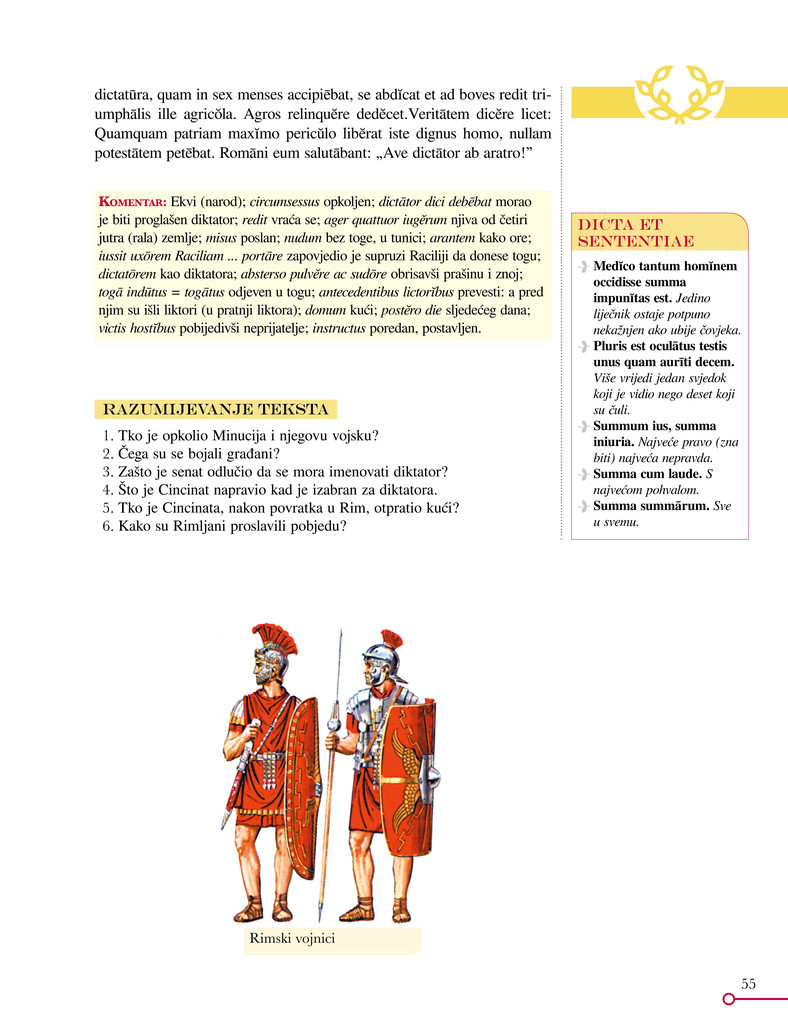 dictatūra, quam in sex menses accipiēbat, se abdĭcat et ad boves redit tri-
umphālis ille agricŏla. Agros relinquĕre dedĕcet.Veritātem dicĕre licet:
Quamquam patriam maxĭmo pericŭlo libĕrat iste dignus homo, nullam
potestātem petēbat. Romāni eum salutābant: „Ave dictātor ab aratro!”
KOMENTAR: Ekvi (narod); circumsessus opkoljen; dictātor dici debēbat morao
je biti proglašen diktator; redit vraća se; ager quattuor iugĕrum njiva od četiri
jutra (rala) zemlje; misus poslan; nudum bez toge, u tunici; arantem kako ore;
iussit uxōrem Raciliam ... portāre zapovjedio je supruzi Raciliji da donese togu;
dictatōrem kao diktatora; absterso pulvĕre ac sudōre obrisavši prašinu i znoj;
togā indūtus = togātus odjeven u togu; antecedentibus lictorĭbus prevesti: a pred
njim su išli liktori (u pratnji liktora); domum kući; postĕro die sljedećeg dana;
victis hostĭbus pobijedivši neprijatelje; instructus poredan, postavljen.
RAZUMIJEVANJE TEKSTA
1. Tko je opkolio Minucija i njegovu vojsku?
2. Čega su se bojali građani?
3. Zašto je senat odlučio da se mora imenovati diktator?
4. Što je Cincinat napravio kad je izabran za diktatora.
5. Tko je Cincinata, nakon povratka u Rim, otpratio kući?
6. Kako su Rimljani proslavili pobjedu?
DICTA ET
SENTENTIAE
Medĭco tantum homĭnem
occidisse summa
impunĭtas est. Jedino
liječnik ostaje potpuno
nekažnjen ako ubije čovjeka.
Pluris est oculātus testis
unus quam aurīti decem.
Više vrijedi jedan svjedok
koji je vidio nego deset koji
su čuli.
Summum ius, summa
iniuria. Najveće pravo (zna
biti) najveća nepravda.
Summa cum laude. S
najvećom pohvalom.
Summa summārum. Sve
u svemu.
Rimski vojnici
55